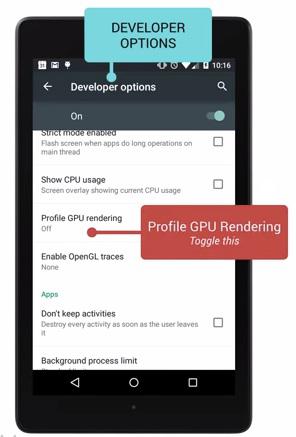 DEVELOPER
OPTIONS
31
10:16
Developer options
On
Strict mode enabled
Flash screen when apps do long operations on
main thread
Show CPU usage
Screen overlay showing current CPU usage
Profile GPU rendering
Off
Profile GPU Rendering
Toggle this
Enable OpenGL traces
None
Apps
Don't keep activities
Destroy every activity as soon as the user leaves
it
Background process limit